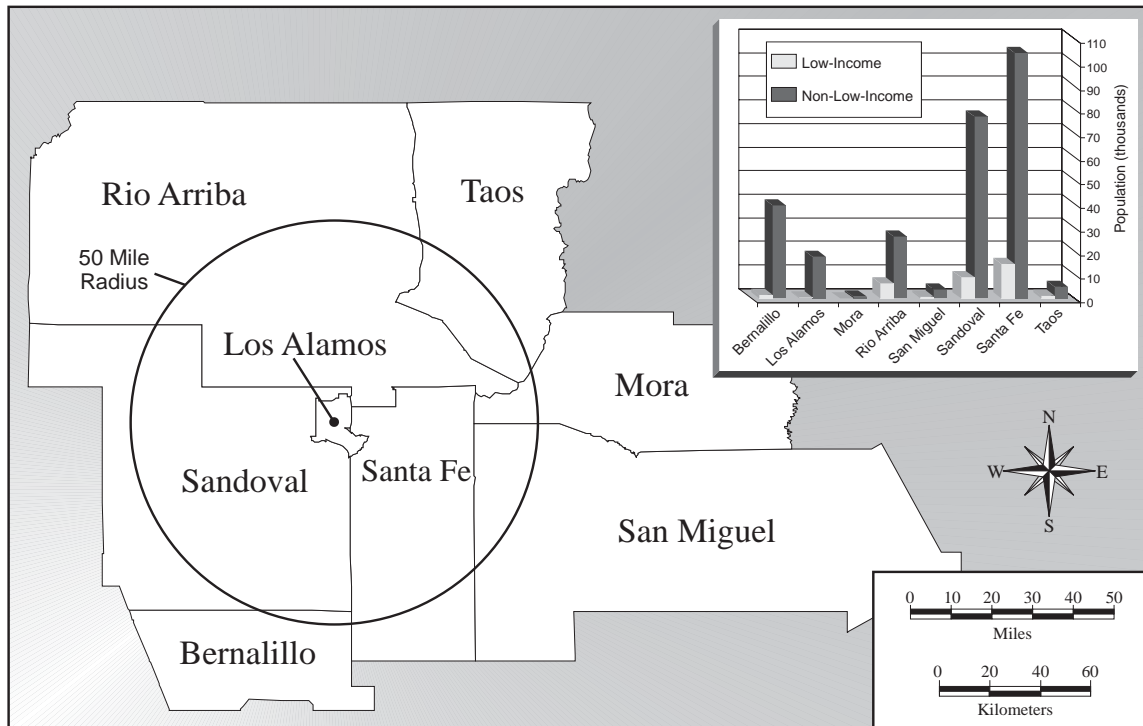 Rio Arriba
Taos
50 Mile
Radius
Los Alamos
Mora
Sandoval
Santa Fe
San Miguel
Bernalillo
Low-Income
Non-Low-Income
110
100
90
80
70
60
50
40
30
20
10
0
Population (thousands)
Bernalillo
Los Alamos
Mora
Rio Arriba
San Miguel
Sandoval
Santa Fe
Taos
N
W E
S
0 10 20 30 40 50
Miles
0 20 40 60
Kilometers